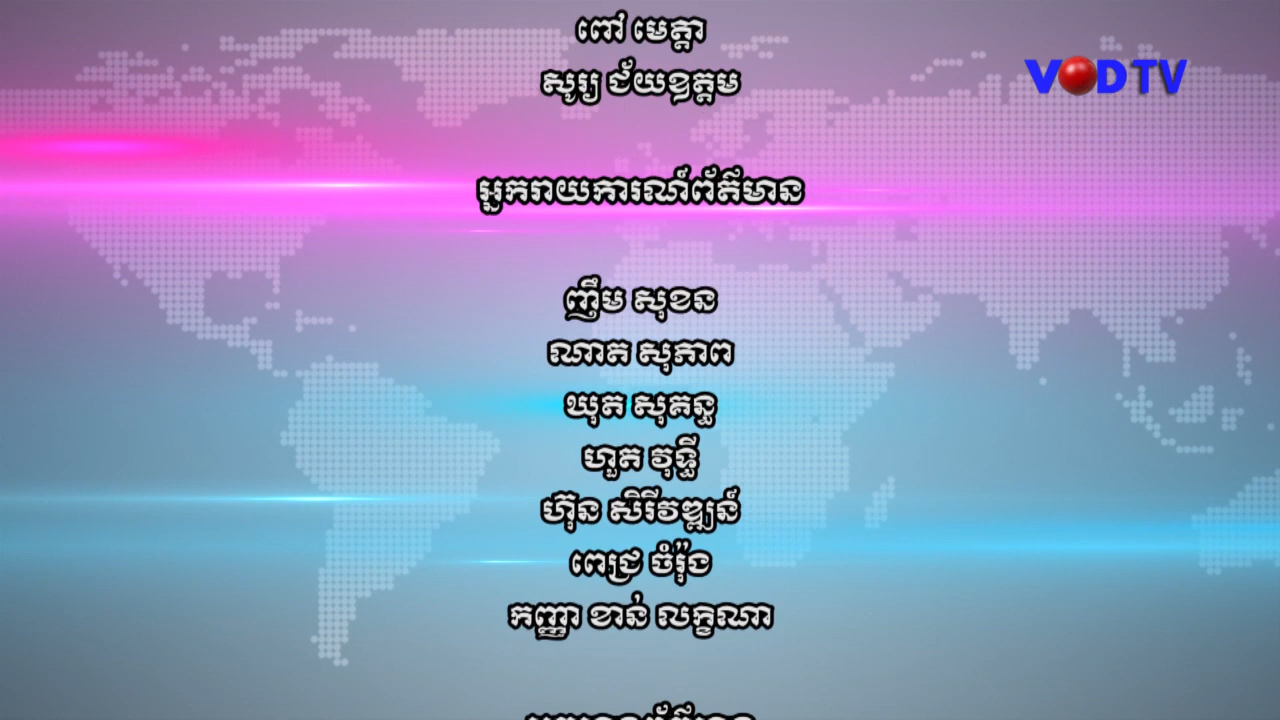 ពៅ មេត្តា
VODTV
សូរ្យ ជ័យឧត្តម
អ្នករាយការណ៍ព័ត៌មាន
ញឹម សុខន
ណាត សុភាព
ឃុត សុគន្ធ
ហួត វុទ្ធី
ហ៊ុន សិរីវឌ្ឍន៍
ពេជ្រ ចំរ៉ុង
កញ្ញា ខាន់ លក្ខិណា